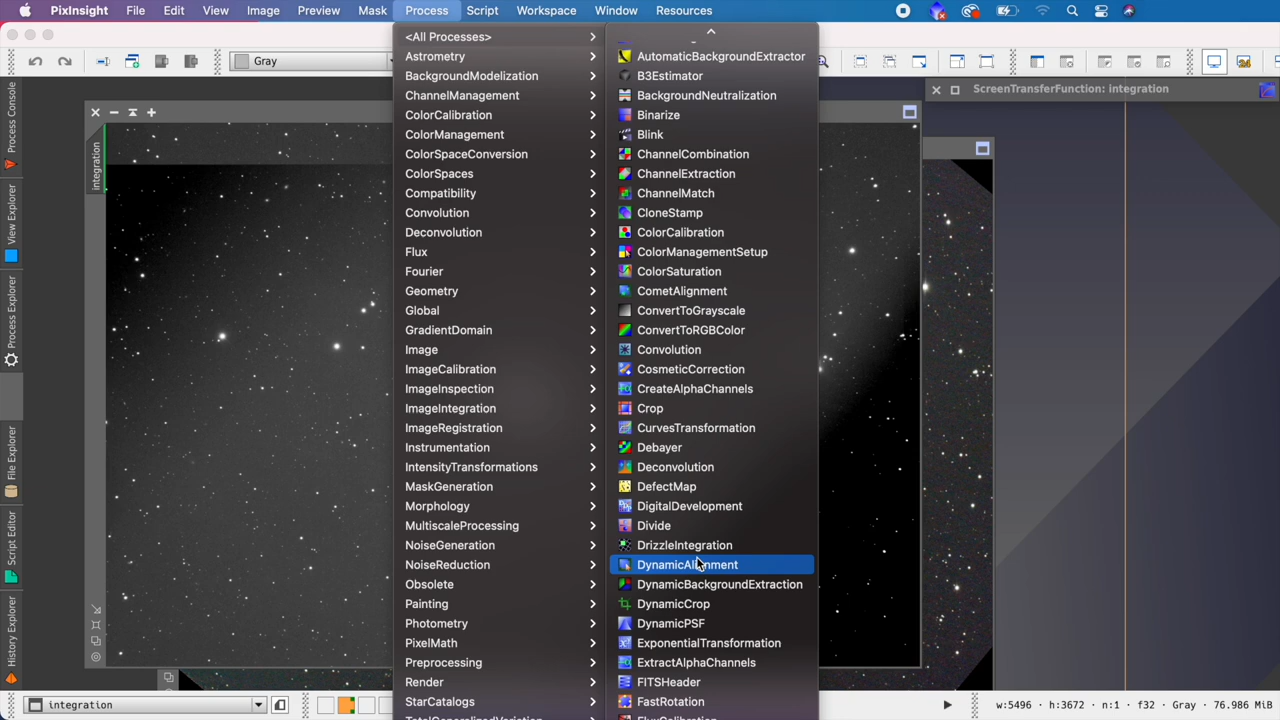 PixInsight File Edit View Image Preview Mask Process Script Workspace Window Resources
Gray
ScreenTransferFunction: integration
Process Console
View Explorer
Process Explorer
File Explorer
Script Editor
History Explorer
integration
<All Processes>
Astrometry
BackgroundModelization
ChannelManagement
ColorCalibration
ColorManagement
ColorSpaceConversion
ColorSpaces
Compatibility
Convolution
Deconvolution
Flux
Fourier
Geometry
Global
GradientDomain
Image
ImageCalibration
ImageInspection
ImageIntegration
ImageRegistration
Instrumentation
IntensityTransformations
MaskGeneration
Morphology
MultiscaleProcessing
NoiseGeneration
NoiseReduction
Obsolete
Painting
Photometry
PixelMath
Preprocessing
Render
StarCatalogs
AutomaticBackgroundExtractor
B3Estimator
BackgroundNeutralization
Binarize
Blink
ChannelCombination
ChannelExtraction
ChannelMatch
CloneStamp
ColorCalibration
ColorManagementSetup
ColorSaturation
CometAlignment
ConvertToGrayscale
ConvertToRGBColor
Convolution
CosmeticCorrection
CreateAlphaChannels
Crop
CurvesTransformation
Debayer
Deconvolution
DefectMap
DigitalDevelopment
Divide
DrizzleIntegration
DynamicAlignment
DynamicBackgroundExtraction
DynamicCrop
DynamicPSF
ExponentialTransformation
ExtractAlphaChannels
FITSHeader
FastRotation
integration
w:5496 · h:3672 · n:1 · f32 · Gray · 76.986 MiB